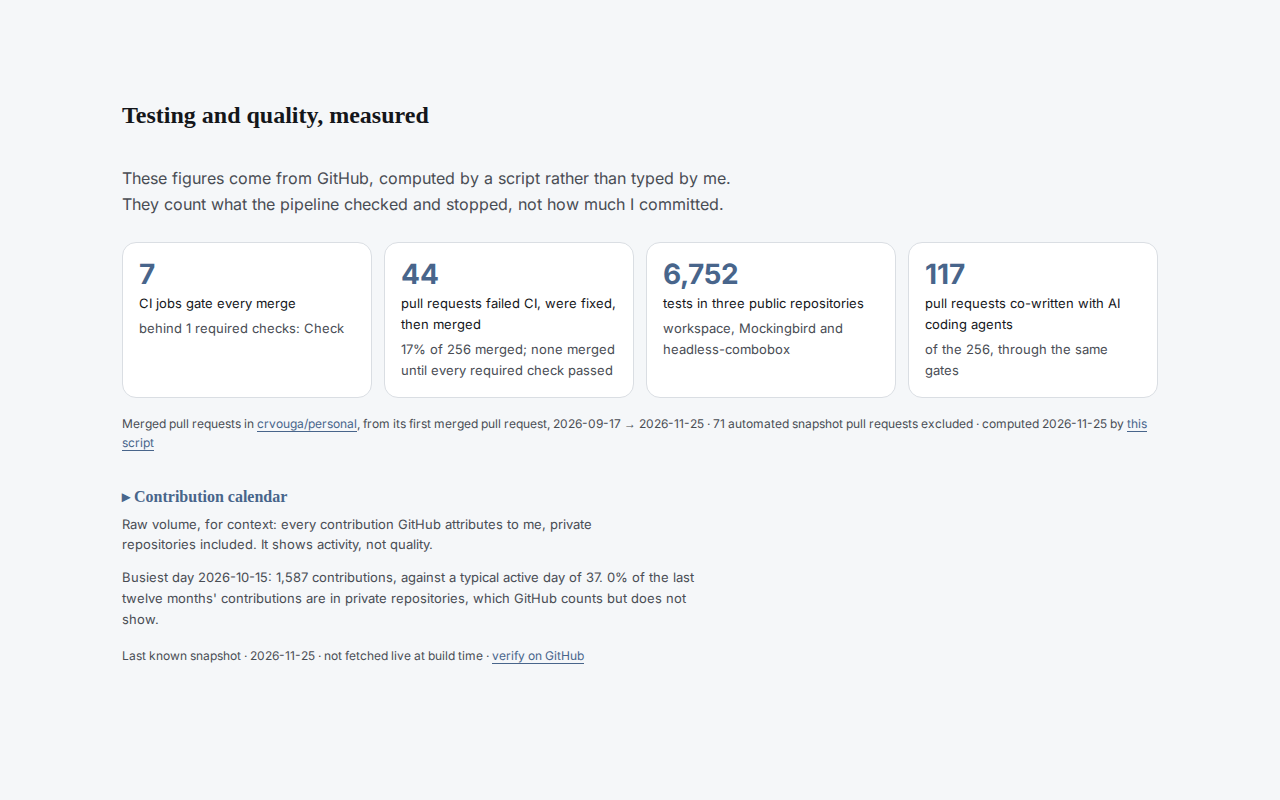 Testing and quality, measured
These figures come from GitHub, computed by a script rather than typed by me.
They count what the pipeline checked and stopped, not how much I committed.
7
CI jobs gate every merge
behind 1 required checks: Check
44
pull requests failed CI, were fixed,
then merged
17% of 256 merged; none merged
until every required check passed
6,752
tests in three public repositories
workspace, Mockingbird and
headless-combobox
117
pull requests co-written with AI
coding agents
of the 256, through the same
gates
Merged pull requests in crvouga/personal, from its first merged pull request, 2026-09-17 → 2026-11-25 · 71 automated snapshot pull requests excluded · computed 2026-11-25 by this
script
▸ Contribution calendar
Raw volume, for context: every contribution GitHub attributes to me, private
repositories included. It shows activity, not quality.
Busiest day 2026-10-15: 1,587 contributions, against a typical active day of 37. 0% of the last
twelve months' contributions are in private repositories, which GitHub counts but does not
show.
Last known snapshot · 2026-11-25 · not fetched live at build time · verify on GitHub